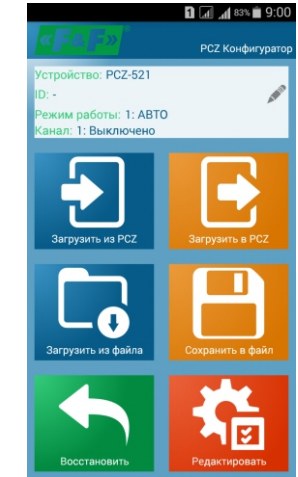 1 83% 9:00
«F&F»
PCZ Конфигуратор
Устройство: PCZ-521
ID: -
Режим работы: 1: АВТО
Канал: 1: Выключено
Загрузить из PCZ
Загрузить в PCZ
Загрузить из файла
Сохранить в файл
Восстановить
Редактировать